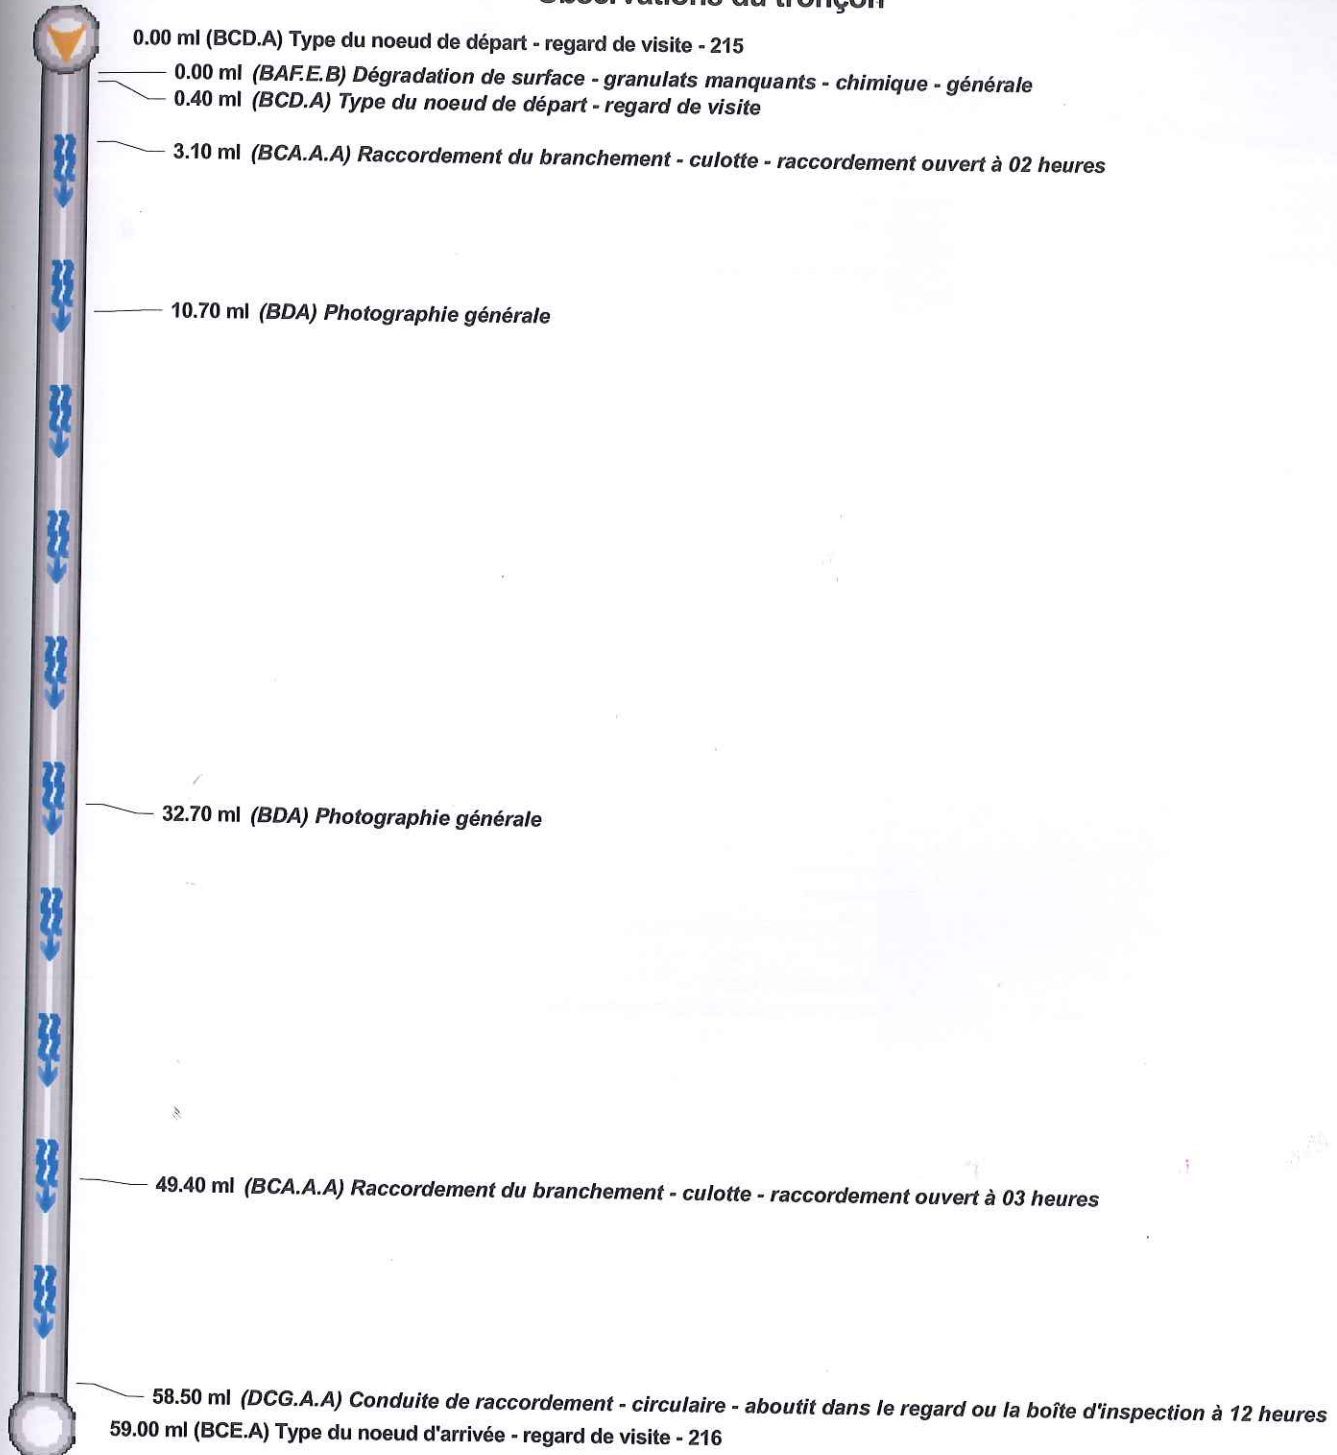 Observations du tronçon
0.00 ml (BCD.A) Type du noeud de départ - regard de visite - 215
0.00 ml (BAF.E.B) Dégradation de surface - granulats manquants - chimique - générale
0.40 ml (BCD.A) Type du noeud de départ - regard de visite
3.10 ml (BCA.A.A) Raccordement du branchement - culotte - raccordement ouvert à 02 heures
10.70 ml (BDA) Photographie générale
32.70 ml (BDA) Photographie générale
49.40 ml (BCA.A.A) Raccordement du branchement - culotte - raccordement ouvert à 03 heures
58.50 ml (DCG.A.A) Conduite de raccordement - circulaire - aboutit dans le regard ou la boîte d'inspection à 12 heures
59.00 ml (BCE.A) Type du noeud d'arrivée - regard de visite - 216